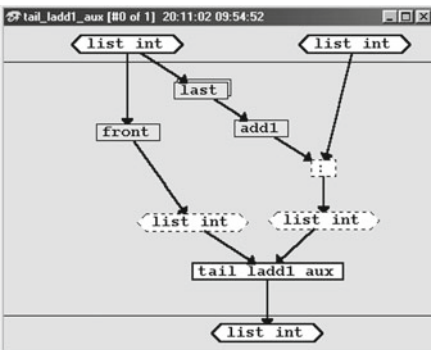 tail_ladd1_aux [#0 of 1] 20:11:02 09:54:52
list int
list int
last
add1
front
:
list int
list int
tail ladd1 aux
list int